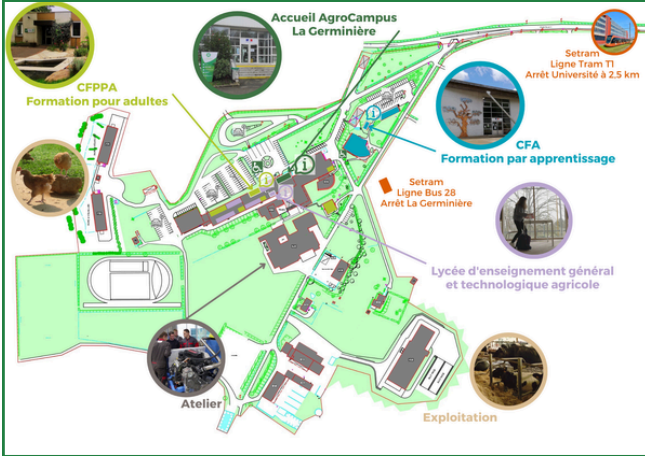 Accueil AgroCampus
La Germinière
Setram
Ligne Tram T1
Arrêt Université à 2,5 km
CFPPA
Formation pour adultes
CFA
Formation par apprentissage
Setram
Ligne Bus 28
Arrêt La Germinière
Lycée d'enseignement général
et technologique agricole
Atelier
Exploitation